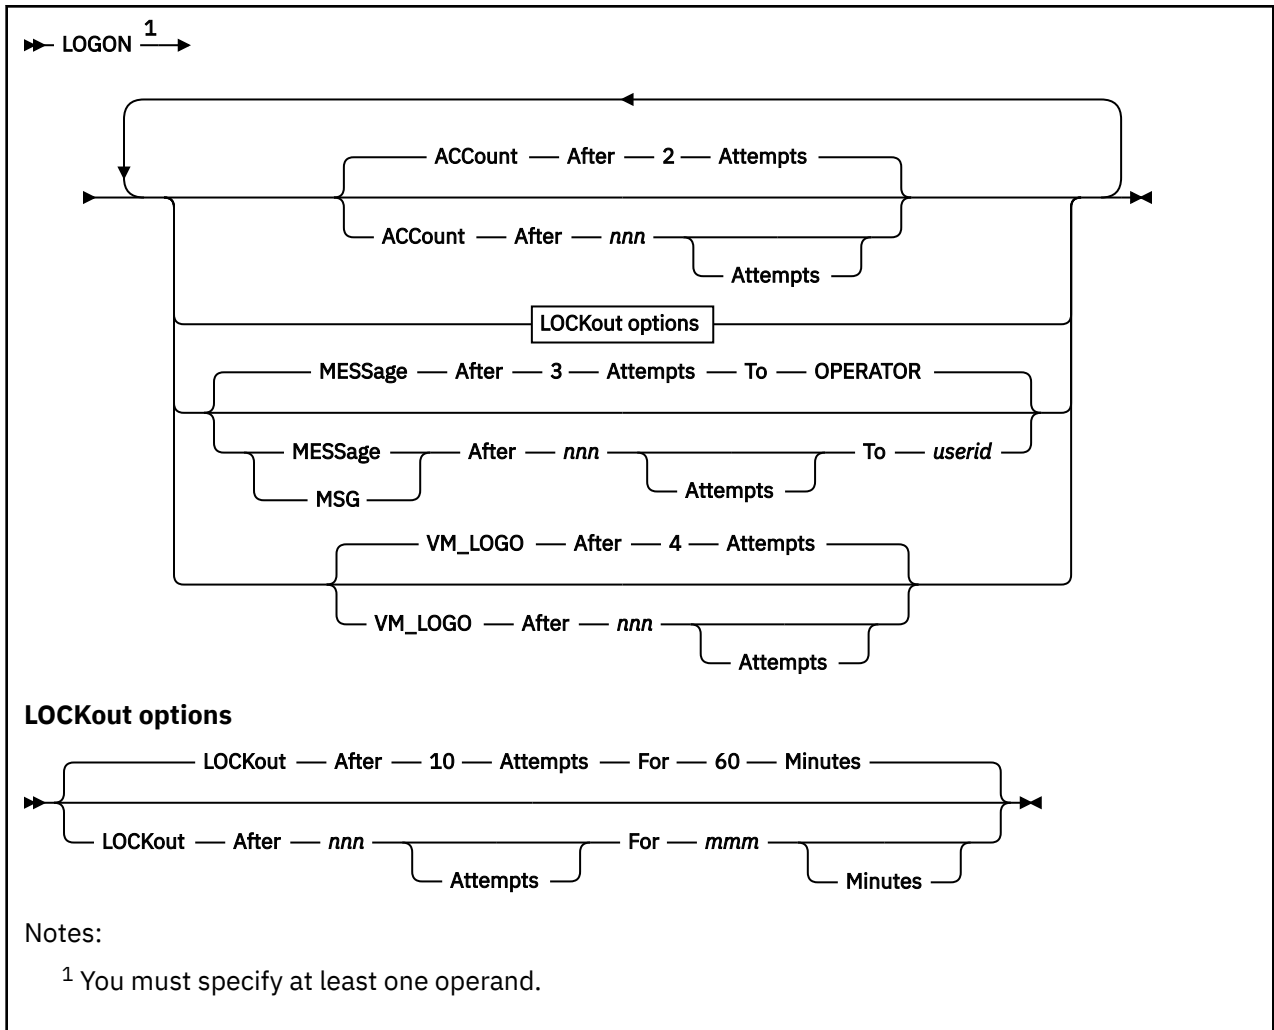 LOGON 1
ACCount After 2 Attempts
ACCount After nnn
Attempts
LOCKout options
MESSage After 3 Attempts To OPERATOR
MESSage After nnn To userid
MSG Attempts
VM_LOGO After 4 Attempts
VM_LOGO After nnn
Attempts
LOCKout options
LOCKout After 10 Attempts For 60 Minutes
LOCKout After nnn For mmm
Attempts Minutes
Notes:
1 You must specify at least one operand.